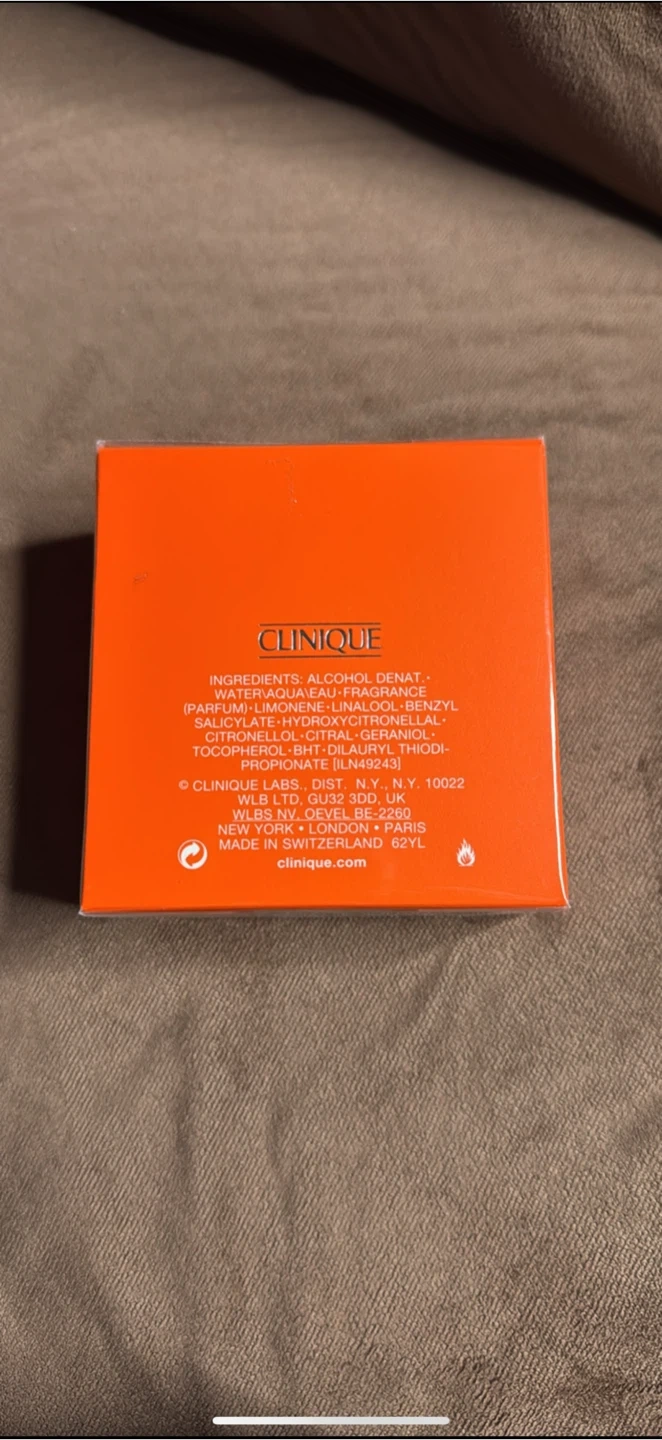 CLINIQUE
INGREDIENTS: ALCOHOL DENAT.•
WATER\AQUA\EAU•FRAGRANCE
(PARFUM)•LIMONENE•LINALOOL•BENZYL
SALICYLATE•HYDROXYCITRONELLAL•
CITRONELLOL•CITRAL•GERANIOL•
TOCOPHEROL•BHT•DILAURYL THIODI-
PROPIONATE [ILN49243]
© CLINIQUE LABS., DIST. N.Y., N.Y. 10022
WLB LTD, GU32 3DD, UK
WLBS NV. OEVEL BE-2260
NEW YORK • LONDON • PARIS
MADE IN SWITZERLAND 62YL
clinique.com